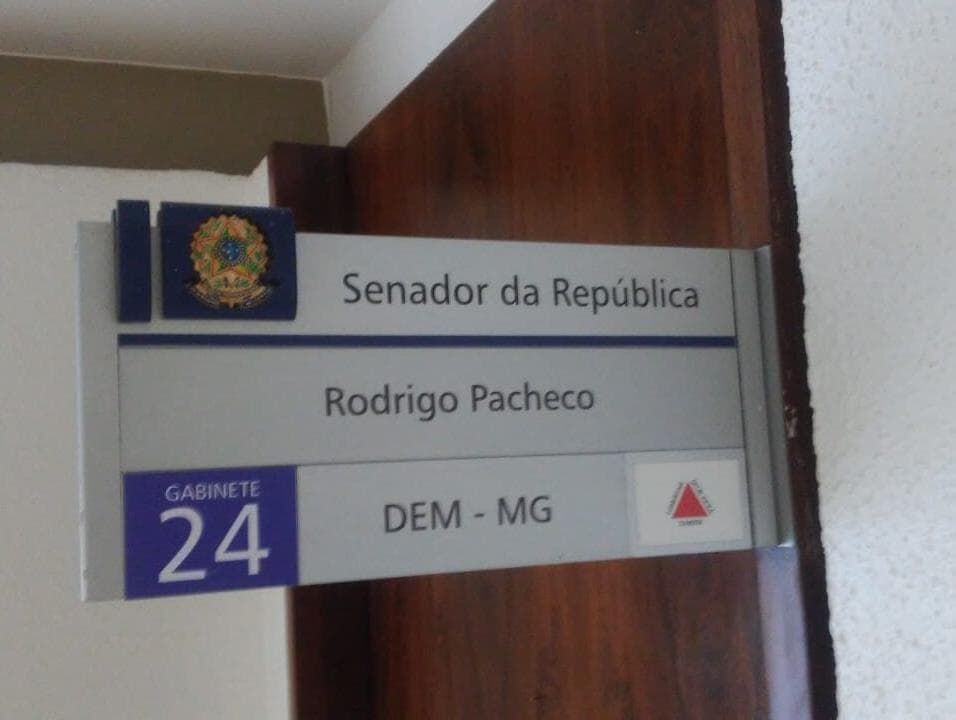 Senador da República
Rodrigo Pacheco
GABINETE
24
DEM - MG